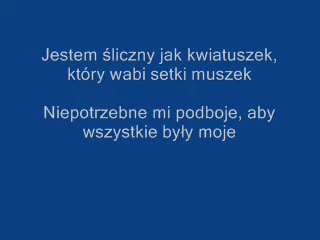 Jestem śliczny jak kwiatuszek,
który wabi setki muszek
Niepotrzebne mi podboje, aby
wszystkie były moje